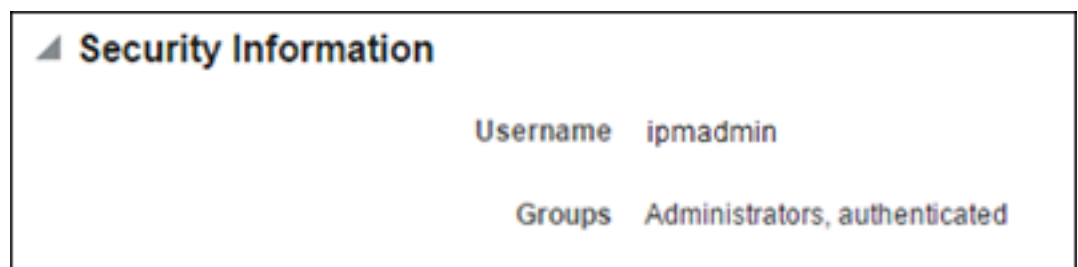 Security Information
Username ipmadmin
Groups Administrators, authenticated